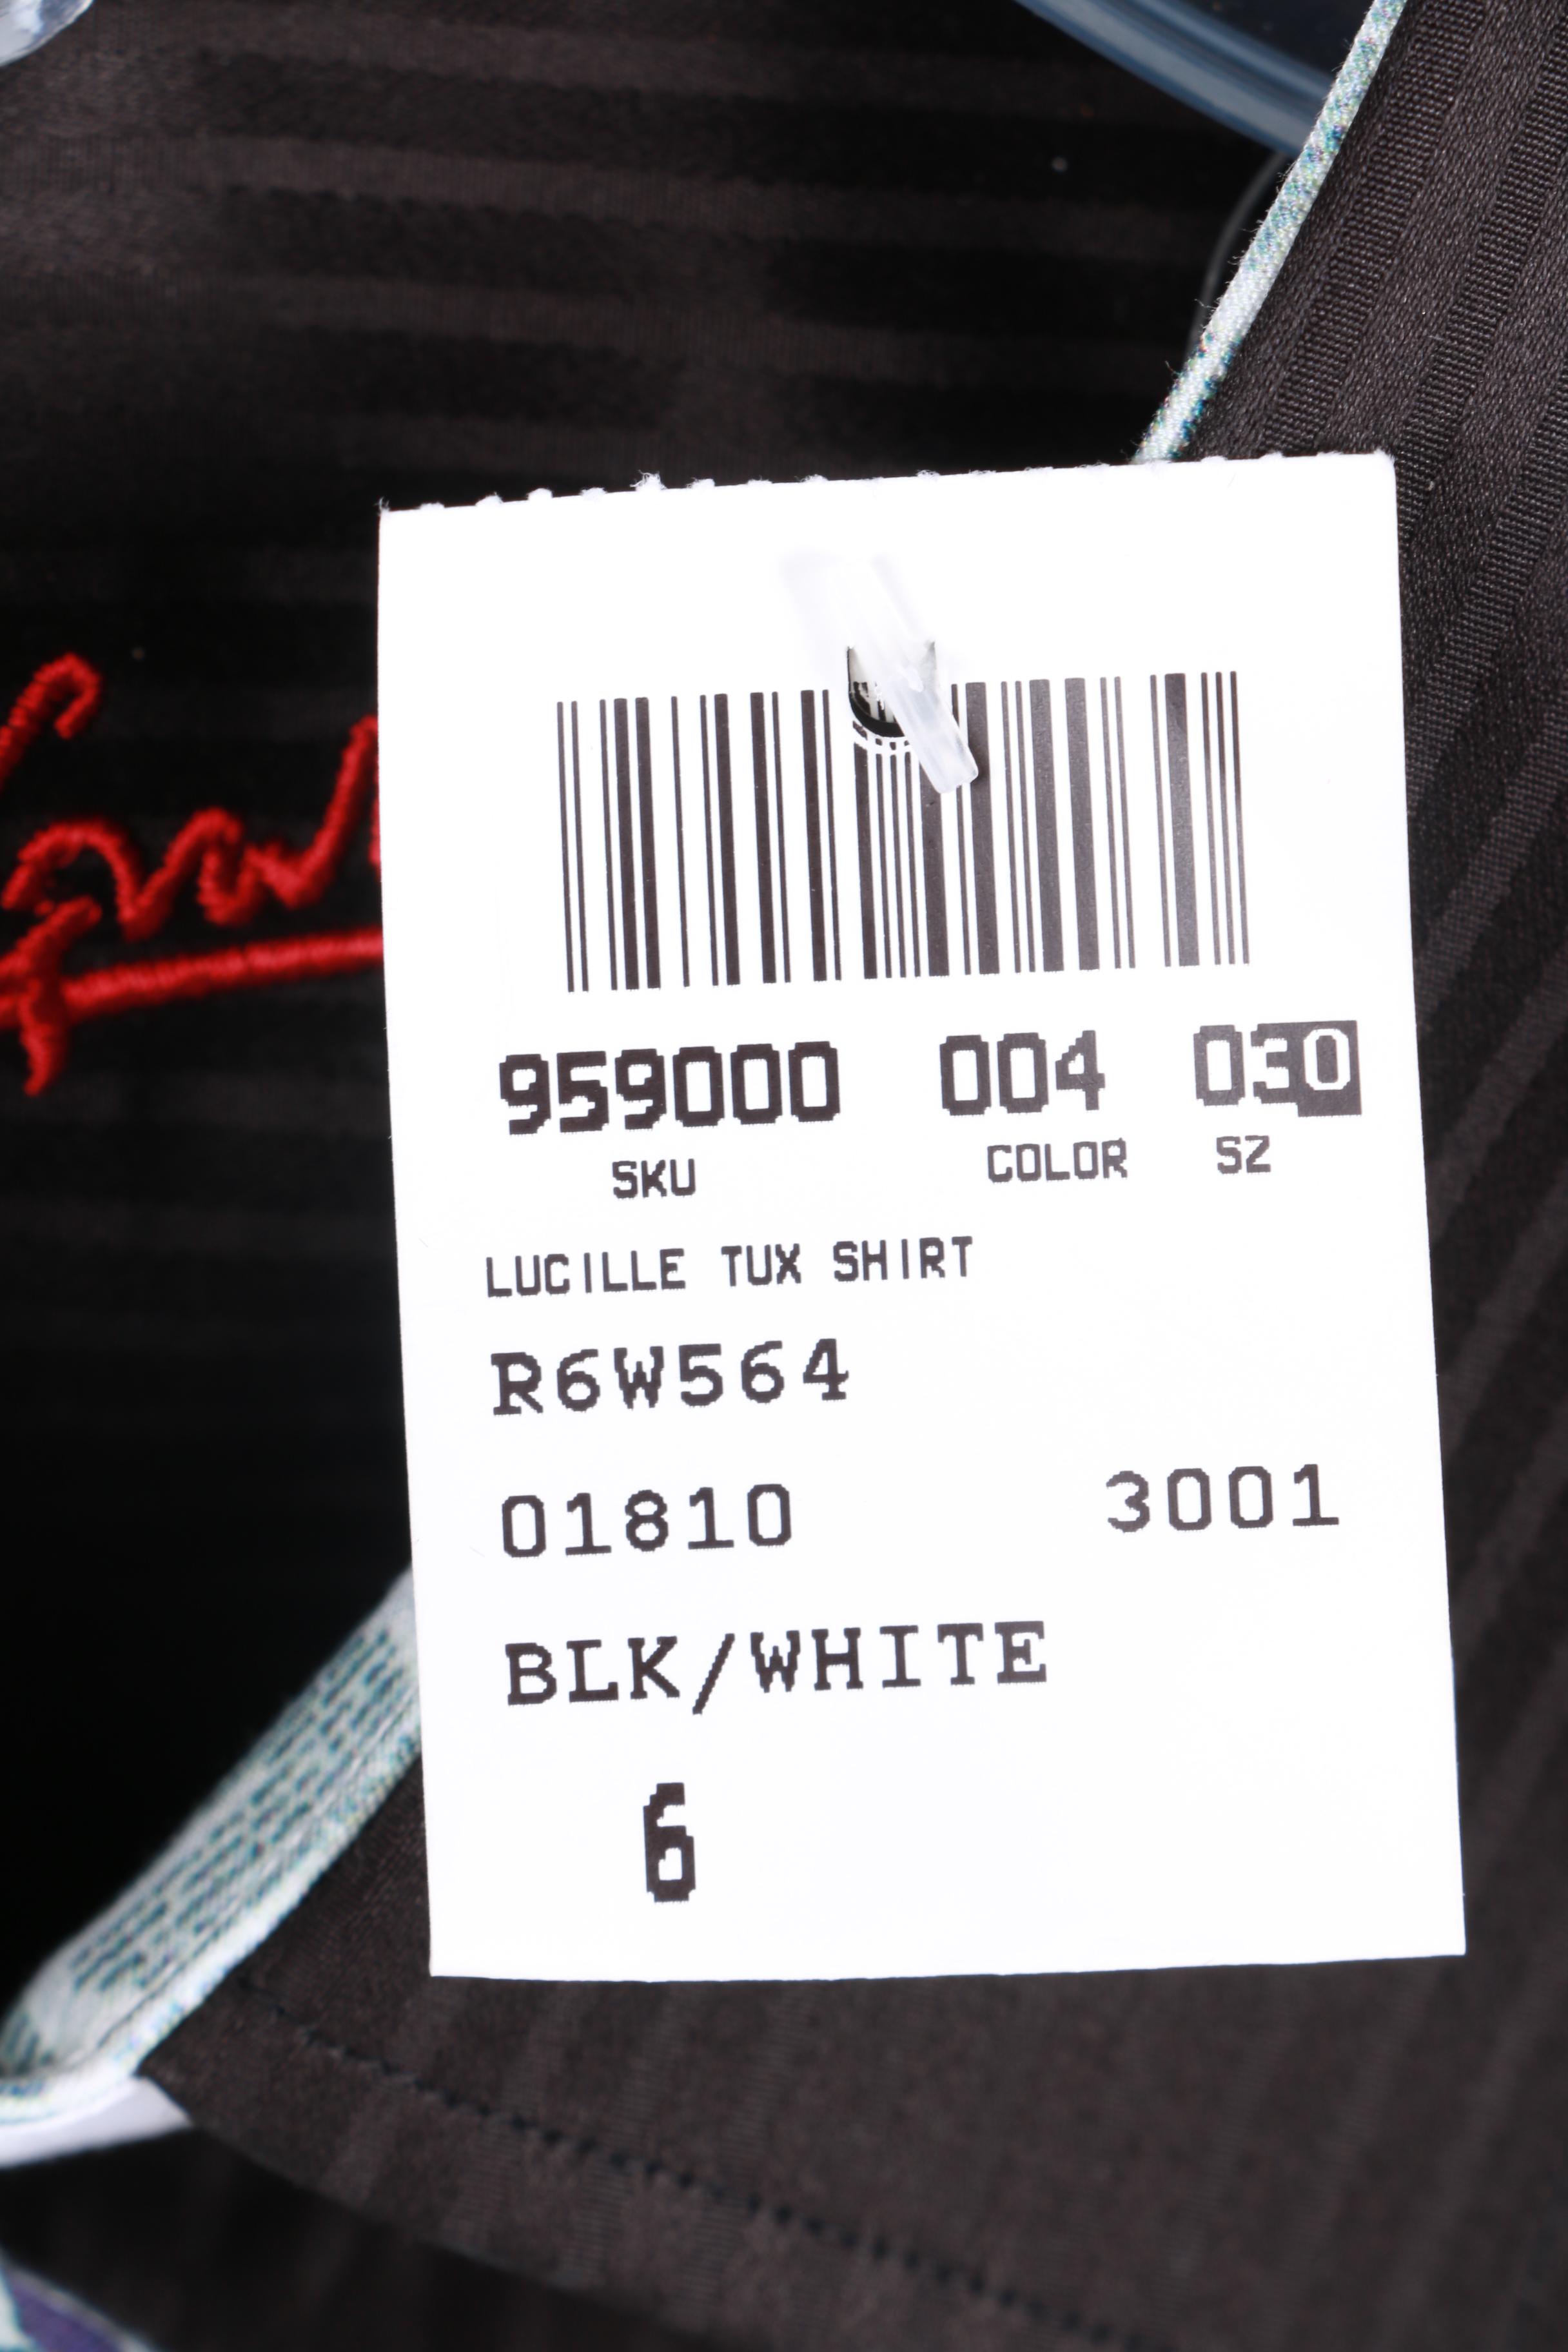 959000 004 030
SKU COLOR SZ
LUCILLE TUX SHIRT
R6W564
01810 3001
BLK/WHITE
6